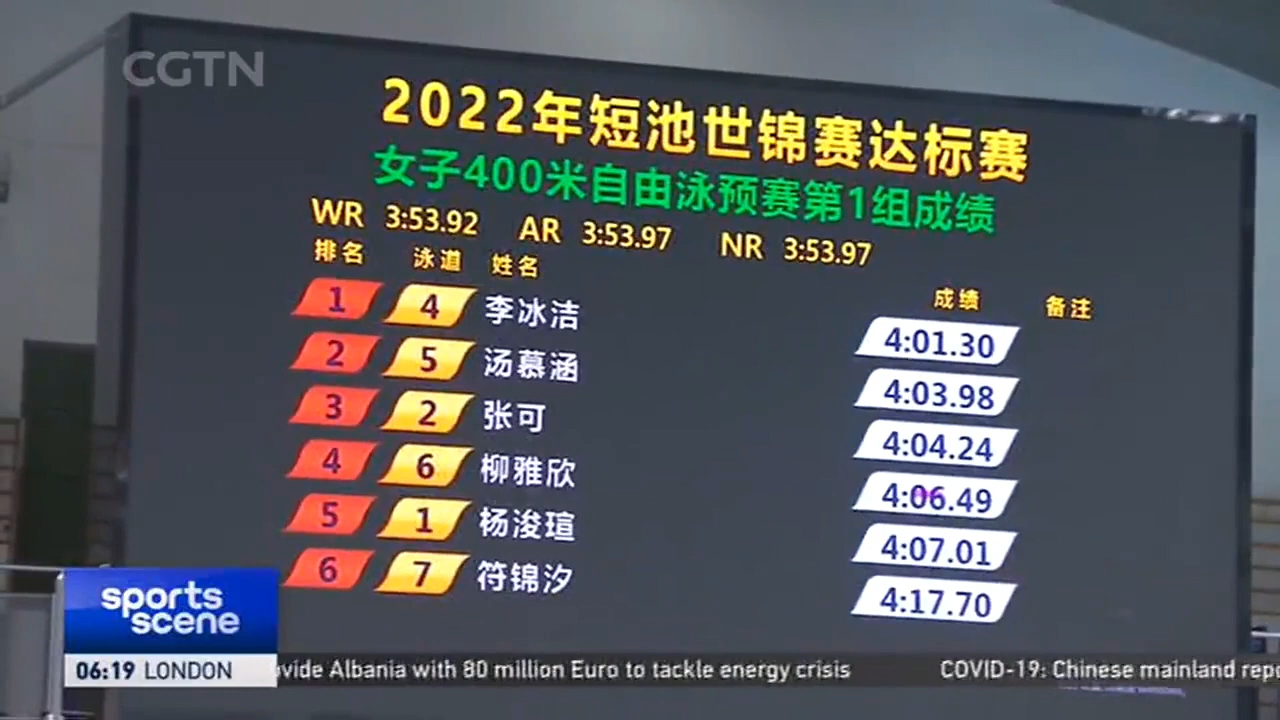 CGTN
2022年短池世锦赛达标赛
女子400米自由泳预赛第1组成绩
WR 3:53.92 AR 3:53.97 NR 3:53.97
排名 泳道 姓名 成绩 备注
1 4 李冰洁 4:01.30
2 5 汤慕涵 4:03.98
3 2 张可 4:04.24
4 6 柳雅欣 4:06.49
5 1 杨浚瑄 4:07.01
6 7 符锦汐 4:17.70
sports
scene
06:19 LONDON
with 80 million Euro to tackle energy crisis COVID-19: Chinese mainland